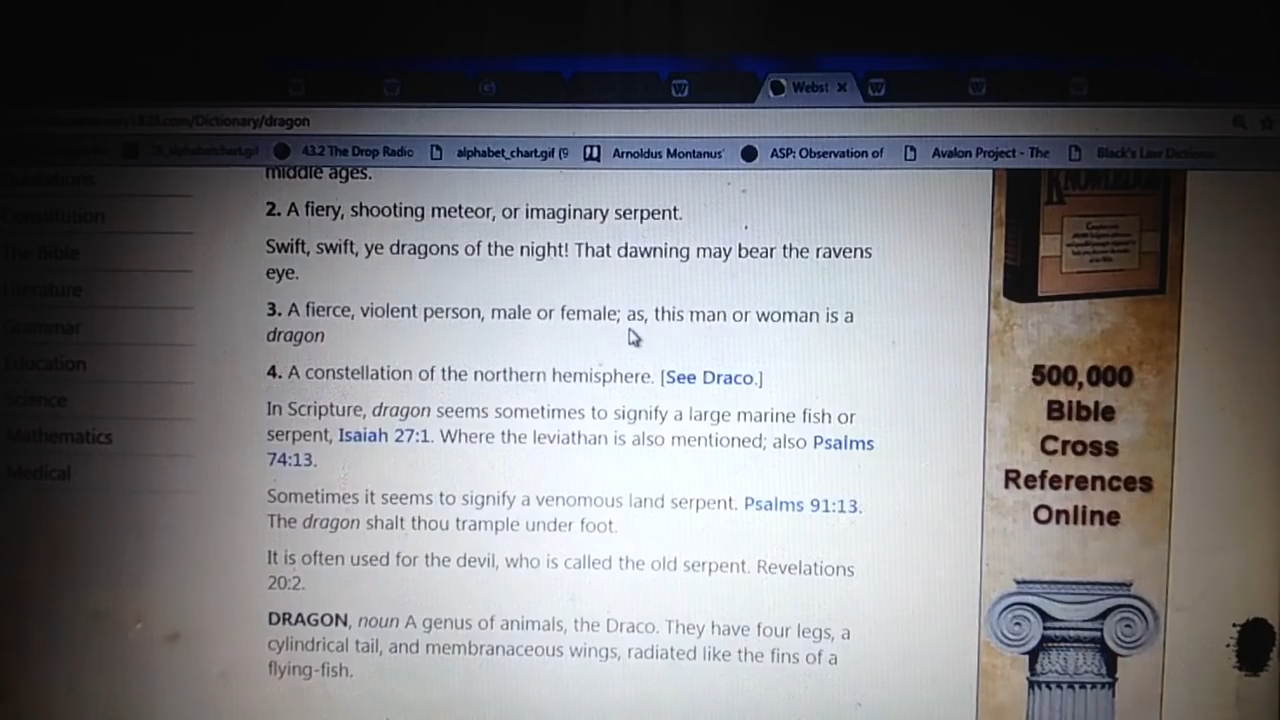 Webst
/Dictionary/dragon
43.2 The Drop Radio
alphabet_chart.gif (9
Arnoldus Montanus'
ASP: Observation of
Avalon Project - The
Black's Law Dictiona
middle ages.
2. A fiery, shooting meteor, or imaginary serpent.
Swift, swift, ye dragons of the night! That dawning may bear the ravens
eye.
3. A fierce, violent person, male or female; as, this man or woman is a
dragon
4. A constellation of the northern hemisphere. [See Draco.]
In Scripture, dragon seems sometimes to signify a large marine fish or
serpent, Isaiah 27:1. Where the leviathan is also mentioned; also Psalms
74:13.
Sometimes it seems to signify a venomous land serpent. Psalms 91:13.
The dragon shalt thou trample under foot.
It is often used for the devil, who is called the old serpent. Revelations
20:2.
DRAGON, noun A genus of animals, the Draco. They have four legs, a
cylindrical tail, and membranaceous wings, radiated like the fins of a
flying-fish.
Quotations
Constitution
The Bible
Literature
Grammar
Education
Science
Mathematics
Medical
KNOWLEDGE
500,000
Bible
Cross
References
Online